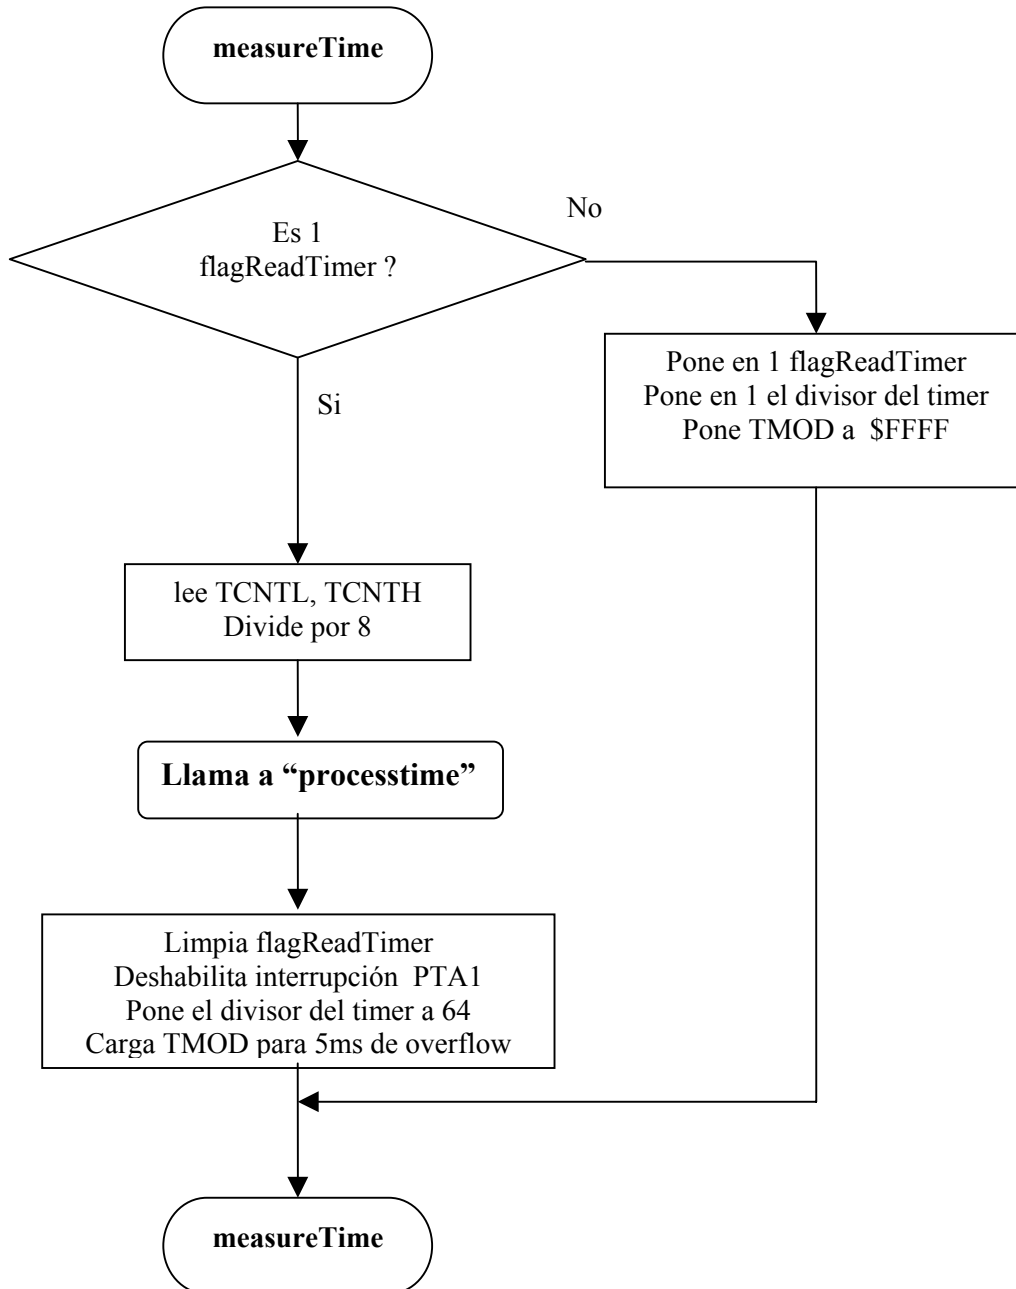 measureTime
Es 1
flagReadTimer ?
No
Si
Pone en 1 flagReadTimer
Pone en 1 el divisor del timer
Pone TMOD a $FFFF
lee TCNTL, TCNTH
Divide por 8
Llama a “processtime”
Limpia flagReadTimer
Deshabilita interrupción PTA1
Pone el divisor del timer a 64
Carga TMOD para 5ms de overflow
measureTime